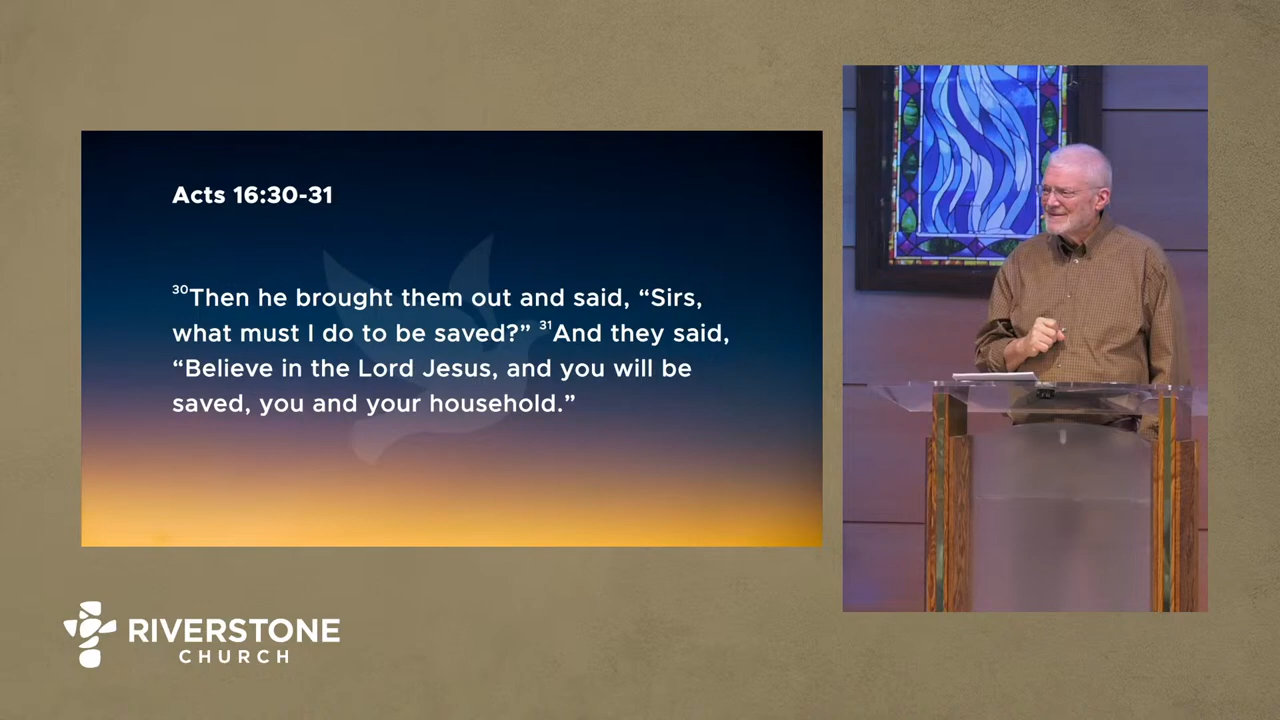 Acts 16:30-31
³⁰Then he brought them out and said, “Sirs,
what must I do to be saved?” ³¹And they said,
“Believe in the Lord Jesus, and you will be
saved, you and your household.”
RIVERSTONE
CHURCH